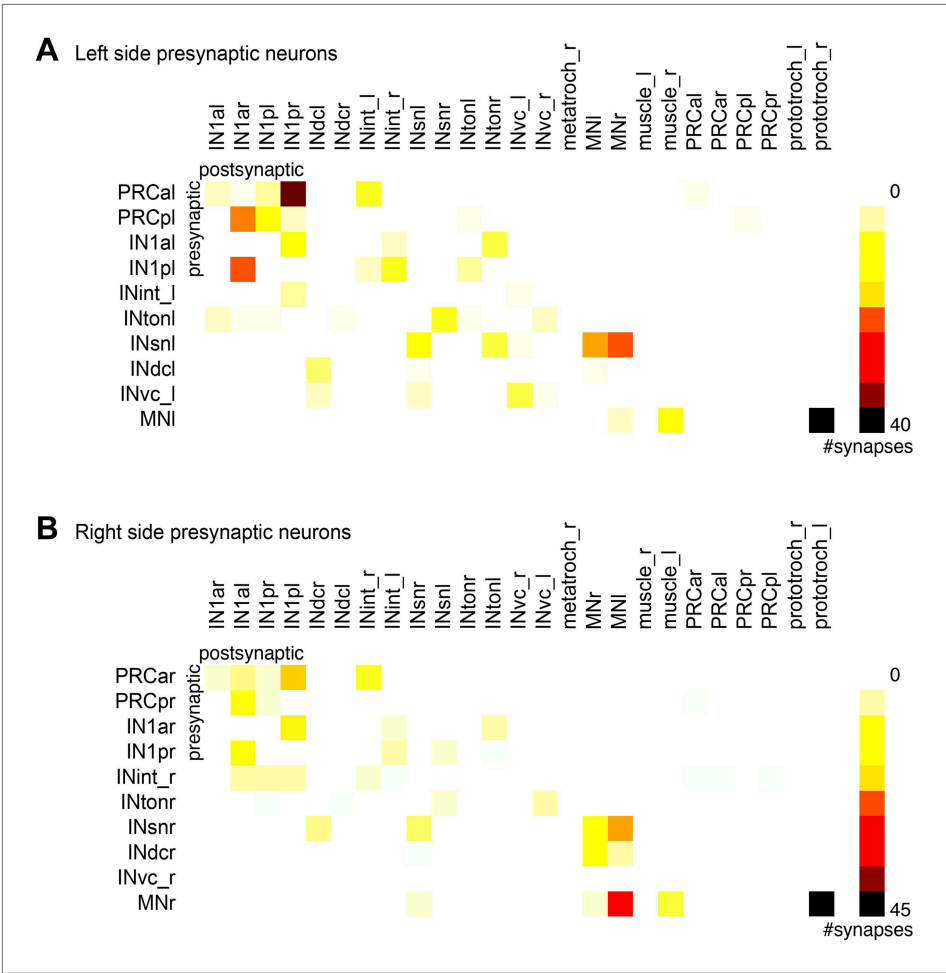 A Left side presynaptic neurons
IN1al
IN1ar
IN1pl
IN1pr
INdcl
INdcr
INint_l
INint_r
INsnl
INsnr
INtonl
INtonr
INvc_l
INvc_r
metatroch_r
MNl
MNr
muscle_l
muscle_r
PRCal
PRCar
PRCpl
PRCpr
prototroch_l
prototroch_r
postsynaptic
presynaptic
PRCal
PRCpl
IN1al
IN1pl
INint_l
INtonl
INsnl
INdcl
INvc_l
MNl
0
40
#synapses
B Right side presynaptic neurons
IN1ar
IN1al
IN1pr
IN1pl
INdcr
INdcl
INint_r
INint_l
INsnr
INsnl
INtonr
INtonl
INvc_r
INvc_l
metatroch_r
MNr
MNl
muscle_r
muscle_l
PRCar
PRCal
PRCpr
PRCpl
prototroch_r
prototroch_l
postsynaptic
presynaptic
PRCar
PRCpr
IN1ar
IN1pr
INint_r
INtonr
INsnr
INdcr
INvc_r
MNr
0
45
#synapses